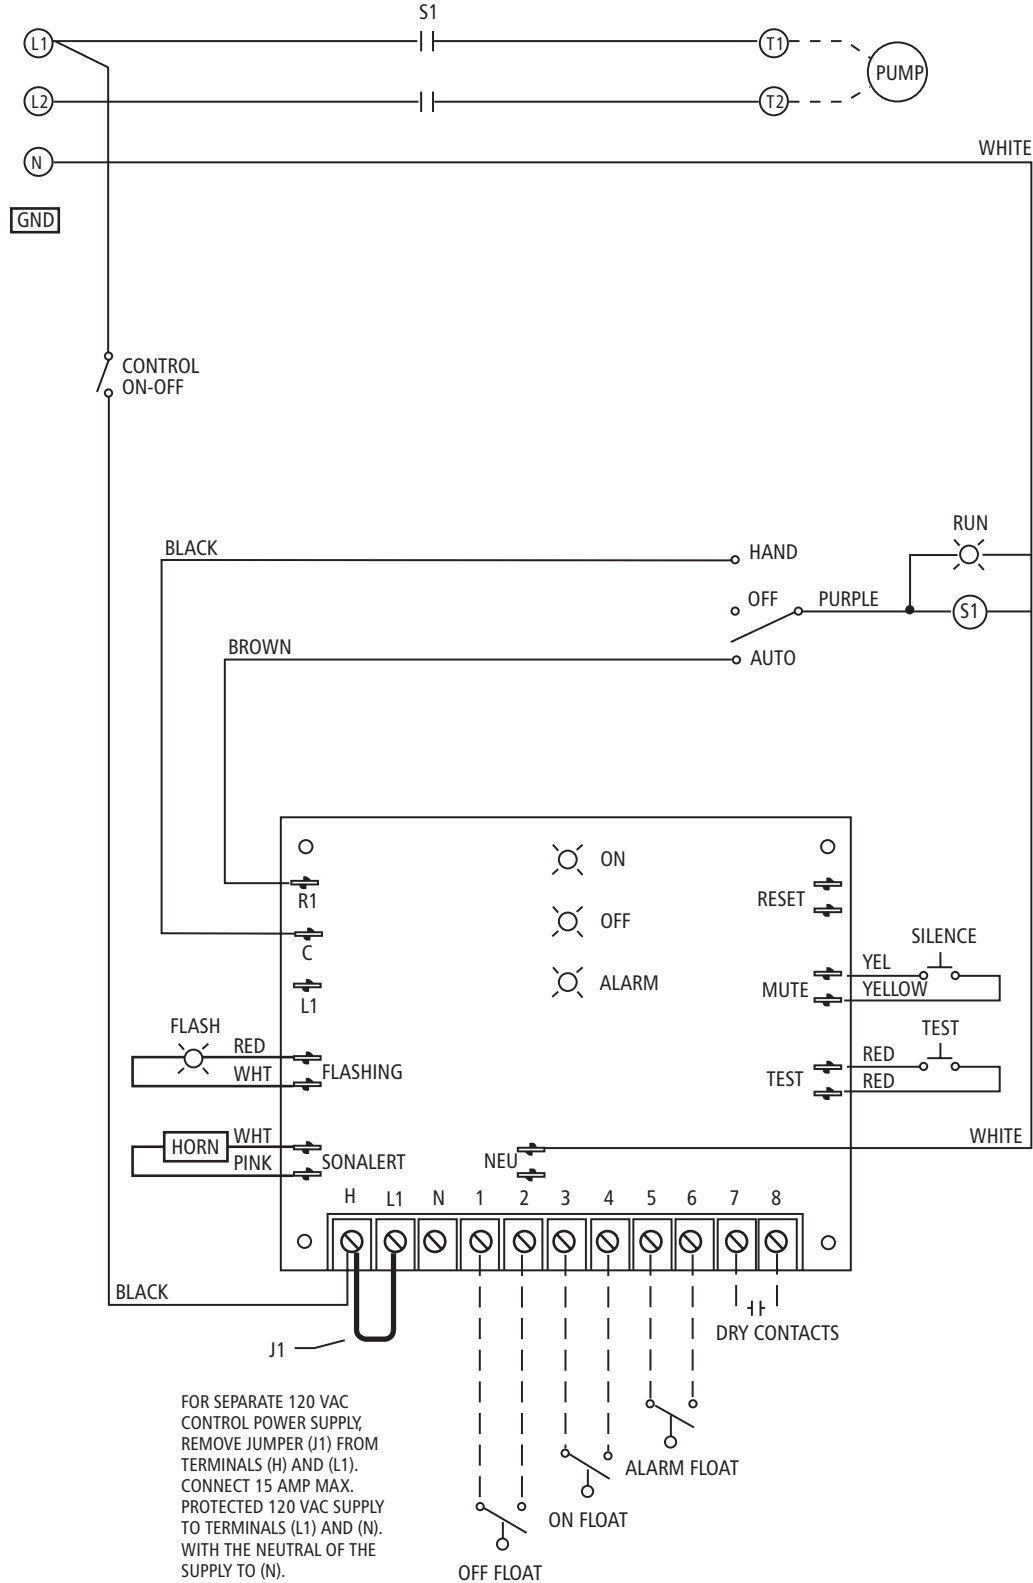 S1
L1
T1
PUMP
L2
T2
WHITE
N
GND
CONTROL
ON-OFF
RUN
BLACK
HAND
OFF
PURPLE
S1
BROWN
AUTO
ON
R1
RESET
OFF
SILENCE
C
YEL
ALARM
MUTE
YELLOW
L1
FLASH
TEST
RED
RED
FLASHING
WHT
TEST
RED
WHT
WHITE
HORN
SONALERT
NEU
PINK
H L1 N 1 2 3 4 5 6 7 8
BLACK
DRY CONTACTS
J1
FOR SEPARATE 120 VAC
CONTROL POWER SUPPLY,
REMOVE JUMPER (J1) FROM
TERMINALS (H) AND (L1).
CONNECT 15 AMP MAX.
PROTECTED 120 VAC SUPPLY
TO TERMINALS (L1) AND (N).
WITH THE NEUTRAL OF THE
SUPPLY TO (N).
ALARM FLOAT
ON FLOAT
OFF FLOAT